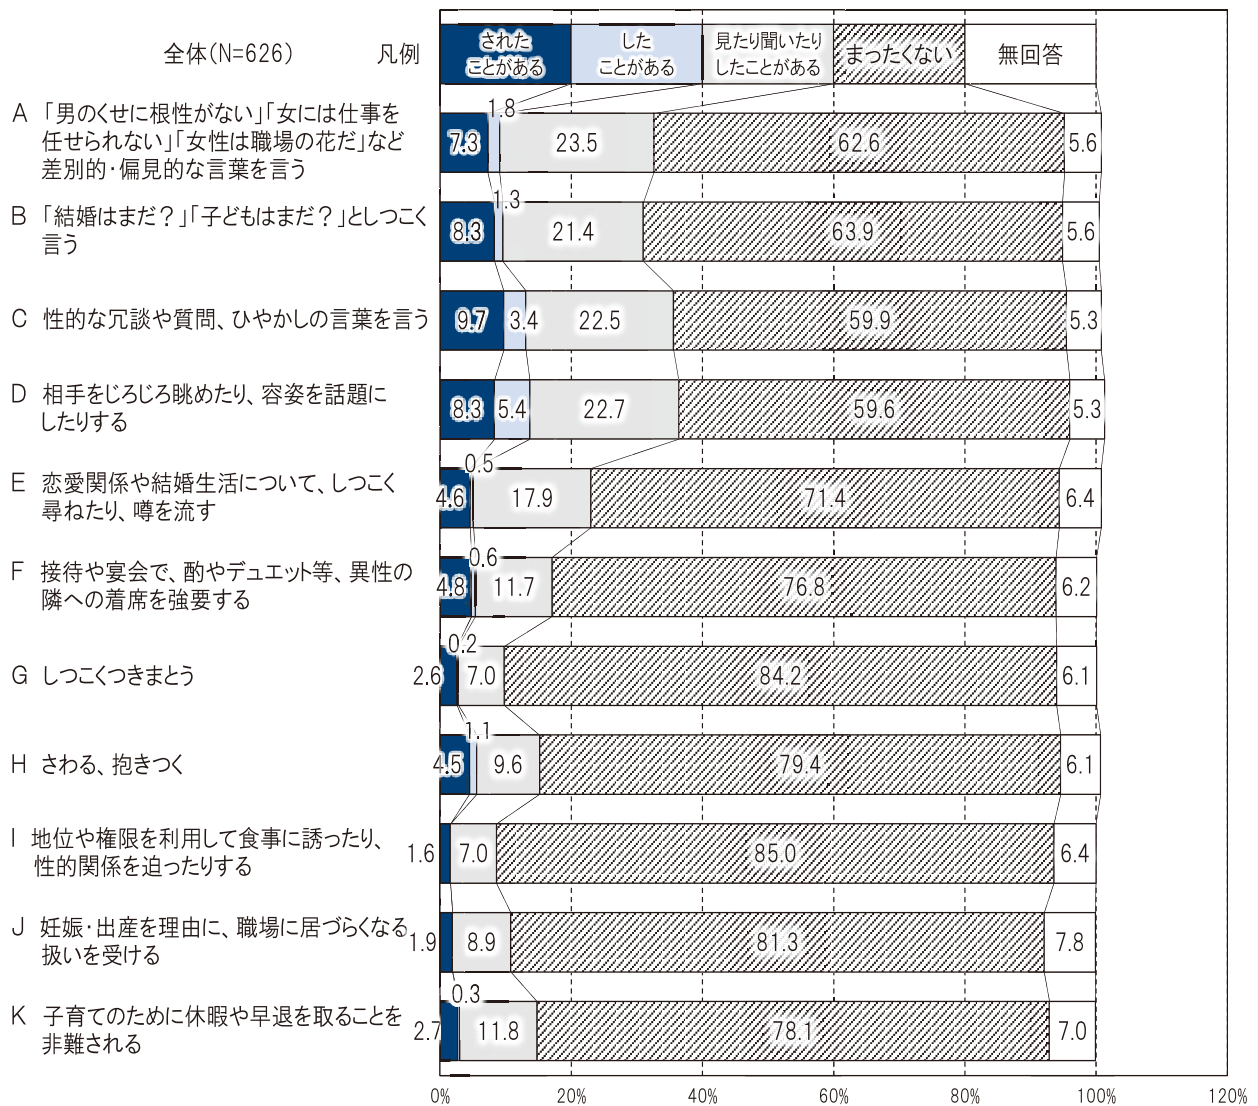 全体(N=626)　凡例　された　した　見たり聞いたり　まったくない　無回答
ことがある　ことがある　したことがある
1.8
A 「男のくせに根性がない」「女には仕事を
任せられない」「女性は職場の花だ」など
差別的・偏見的な言葉を言う
7.3 23.5 62.6 5.6
1.3
B 「結婚はまだ?」「子どもはまだ?」としつこく
言う
8.3 21.4 63.9 5.6
C 性的な冗談や質問、ひやかしの言葉を言う
9.7 3.4 22.5 59.9 5.3
D 相手をじろじろ眺めたり、容姿を話題に
したりする
8.3 5.4 22.7 59.6 5.3
0.5
E 恋愛関係や結婚生活について、しつこく
尋ねたり、噂を流す
4.6 17.9 71.4 6.4
0.6
F 接待や宴会で、酌やデュエット等、異性の
隣への着席を強要する
4.8 11.7 76.8 6.2
0.2
G しつこくつきまとう
2.6 7.0 84.2 6.1
1.1
H さわる、抱きつく
4.5 9.6 79.4 6.1
I 地位や権限を利用して食事に誘ったり、
性的関係を迫ったりする
1.6 7.0 85.0 6.4
J 妊娠・出産を理由に、職場に居づらくなる
扱いを受ける
1.9 8.9 81.3 7.8
0.3
K 子育てのために休暇や早退を取ることを
非難される
2.7 11.8 78.1 7.0
0% 20% 40% 60% 80% 100% 120%